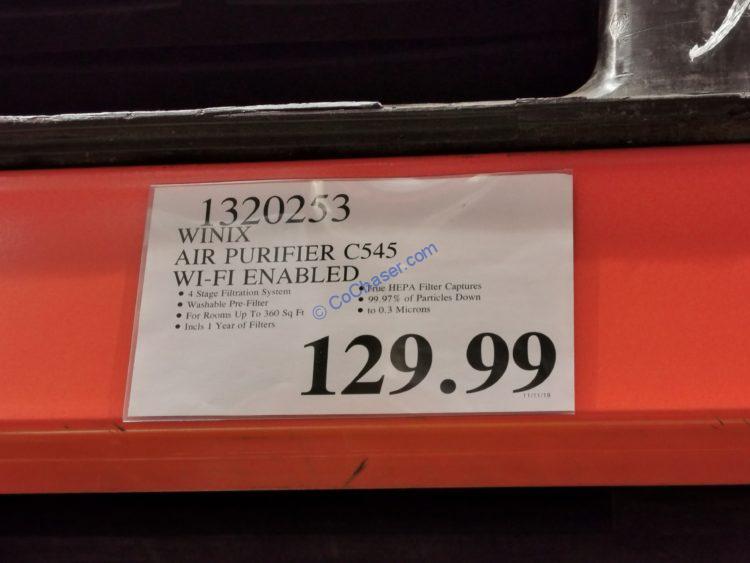 1320253
WINIX
AIR PURIFIER C545
WI-FI ENABLED
• 4 Stage Filtration System
• Washable Pre-Filter
• For Rooms Up To 360 Sq Ft
• Incls 1 Year of Filters
• True HEPA Filter Captures
• 99.97% of Particles Down
• to 0.3 Microns
129.99
11/11/19
© CoChaser.com